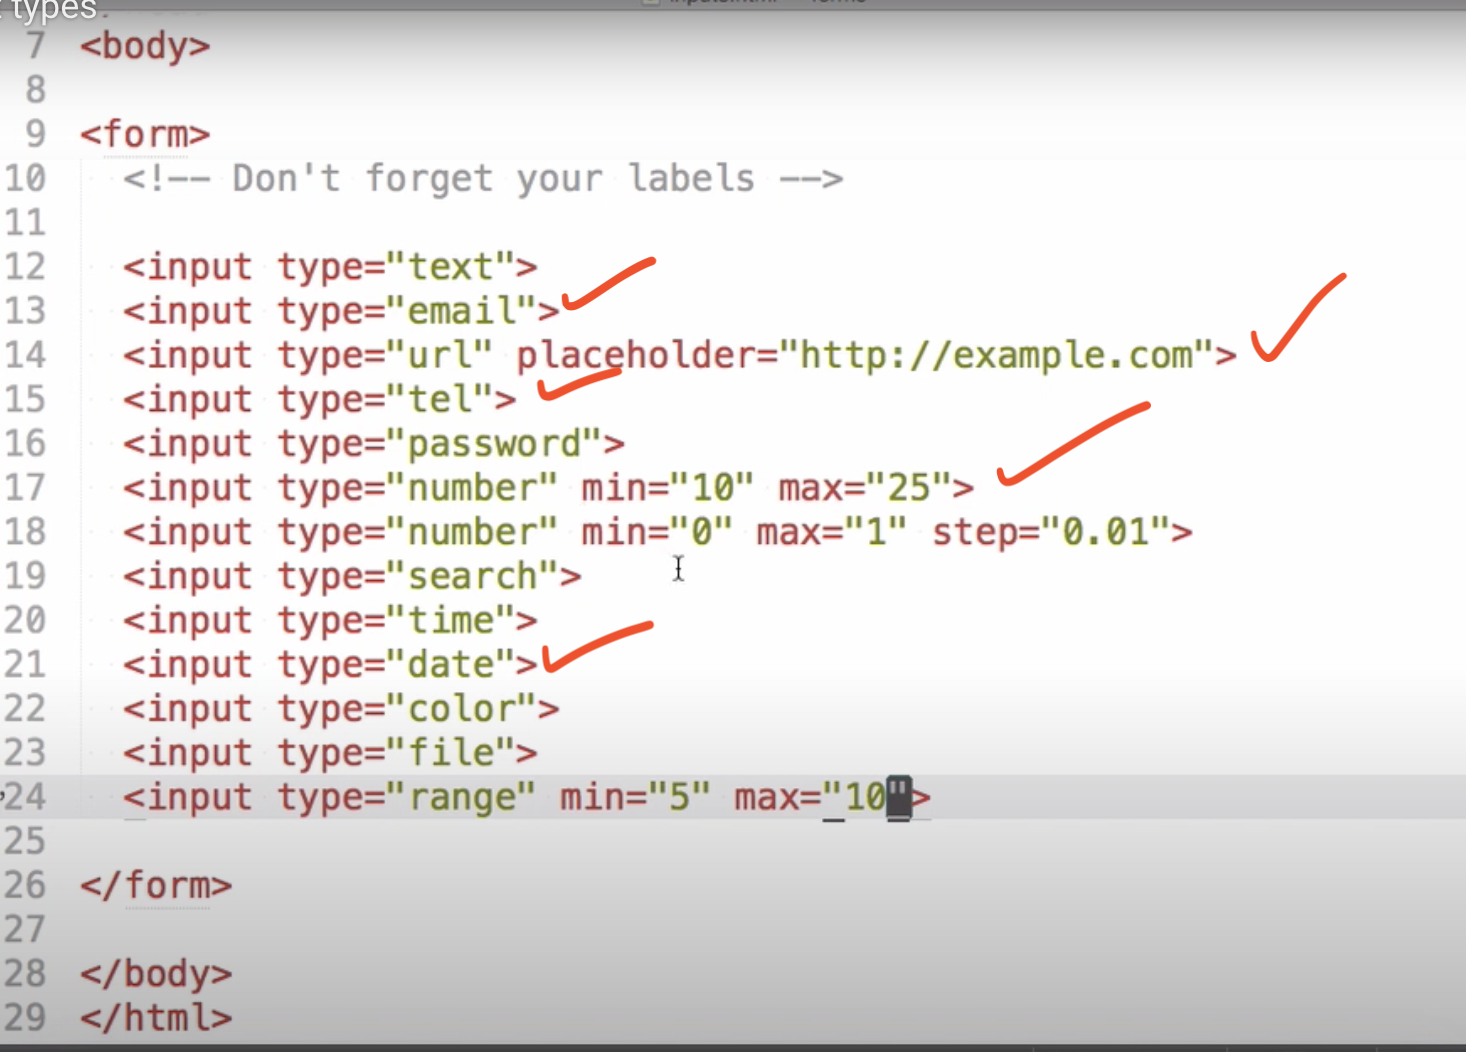 types
7 <body>
8
9 <form>
10 <!-- Don't forget your labels -->
11
12 <input type="text">
13 <input type="email">
14 <input type="url" placeholder="http://example.com">
15 <input type="tel">
16 <input type="password">
17 <input type="number" min="10" max="25">
18 <input type="number" min="0" max="1" step="0.01">
19 <input type="search">
20 <input type="time">
21 <input type="date">
22 <input type="color">
23 <input type="file">
24 <input type="range" min="5" max="10">
25
26 </form>
27
28 </body>
29 </html>